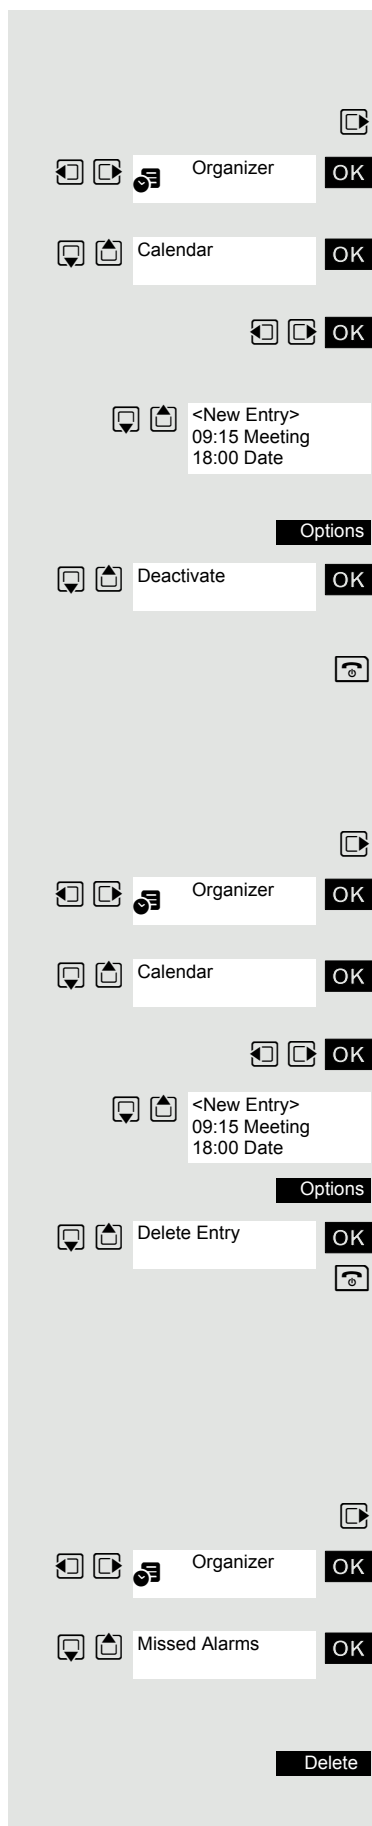 Organizer OK
Calendar OK
OK
<New Entry>
09:15 Meeting
18:00 Date
Options
Deactivate OK
Organizer OK
Calendar OK
OK
<New Entry>
09:15 Meeting
18:00 Date
Options
Delete Entry OK
Organizer OK
Missed Alarms OK
Delete